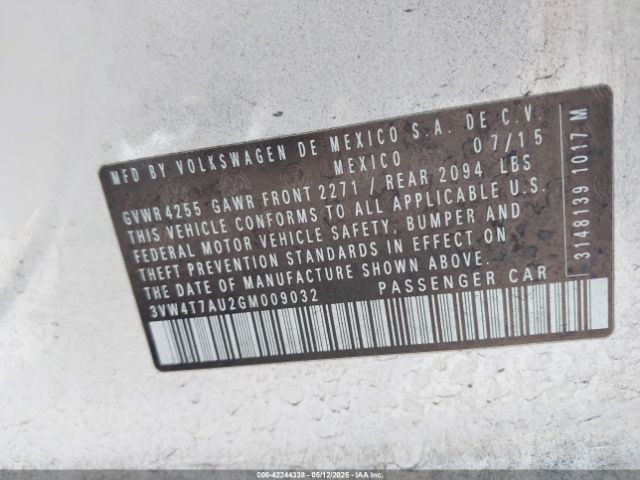 MFD BY VOLKSWAGEN DE MEXICO S.A. DE C.V.
MEXICO 07/15
GVWR 4255 GAWR FRONT 2271 / REAR 2094 LBS
THIS VEHICLE CONFORMS TO ALL APPLICABLE U.S.
FEDERAL MOTOR VEHICLE SAFETY, BUMPER AND
THEFT PREVENTION STANDARDS IN EFFECT ON
THE DATE OF MANUFACTURE SHOWN ABOVE.
3VW4T7AU2GM009032 PASSENGER CAR
3148139 1017 M
000-42244338 - 05/12/2025 - IAA Inc.